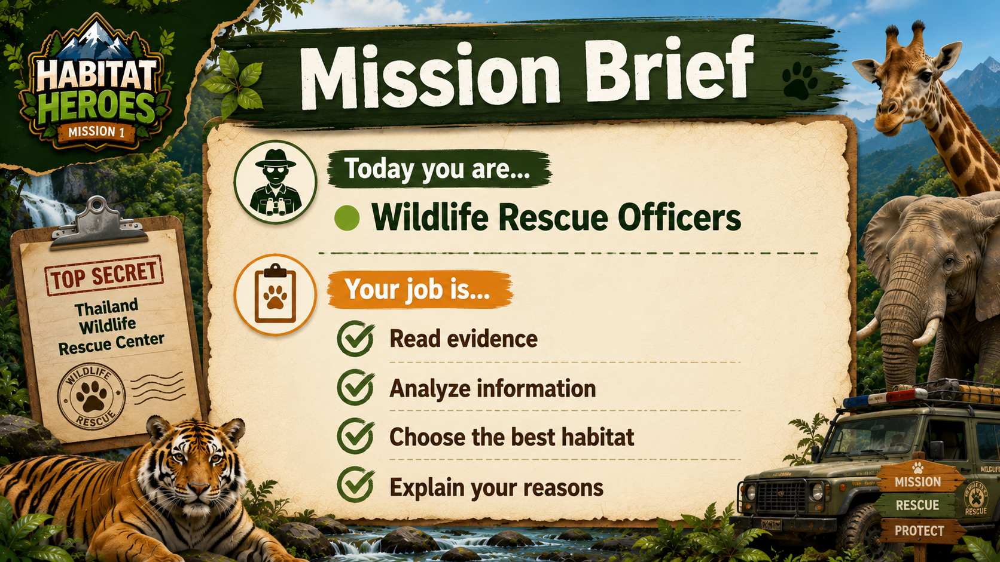 HABITAT
HEROES
MISSION 1
Mission Brief
Today you are...
Wildlife Rescue Officers
Your job is...
Read evidence
Analyze information
Choose the best habitat
Explain your reasons
TOP SECRET
Thailand
Wildlife
Rescue Center
WILDLIFE
RESCUE
MISSION
RESCUE
PROTECT
RESCUE